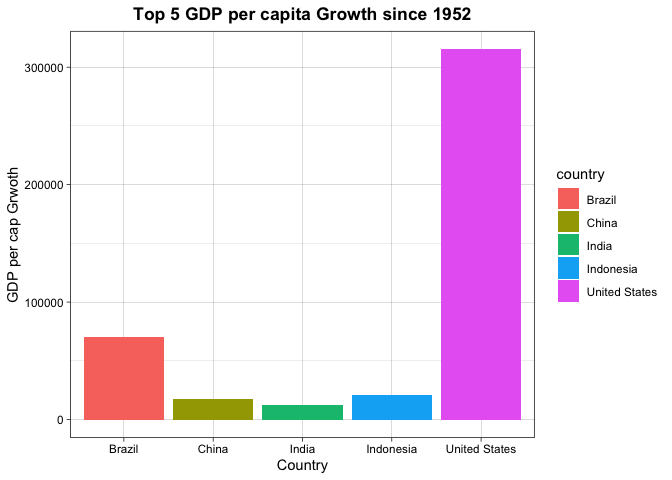 Top 5 GDP per capita Growth since 1952
GDP per cap Grwoth
300000
200000
100000
0
Brazil
China
India
Indonesia
United States
Country
country
Brazil
China
India
Indonesia
United States